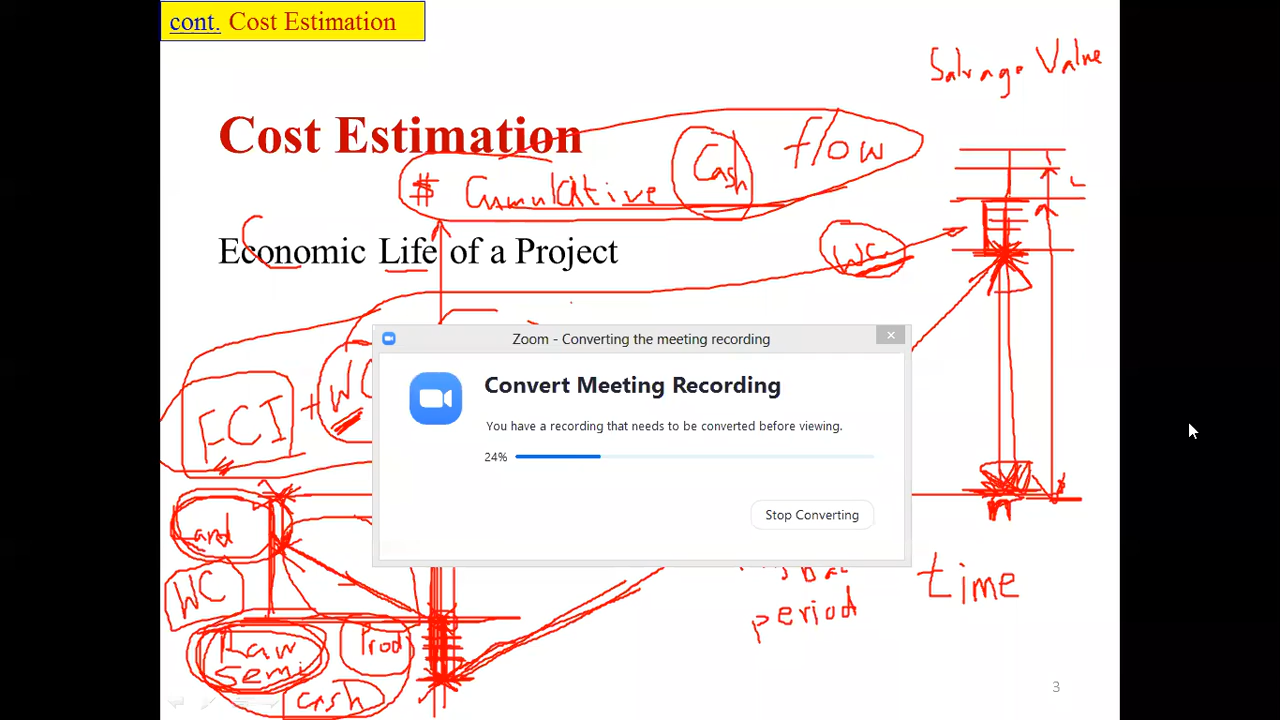 cont. Cost Estimation
Salvage Value
Cost Estimation
$ Cumulative Cash flow
Economic Life of a Project
WC
L
Zoom - Converting the meeting recording
Convert Meeting Recording
You have a recording that needs to be converted before viewing.
24%
Stop Converting
FCI + WC
Land
WC
time
period
Raw
Semi
Prod
Cash
3